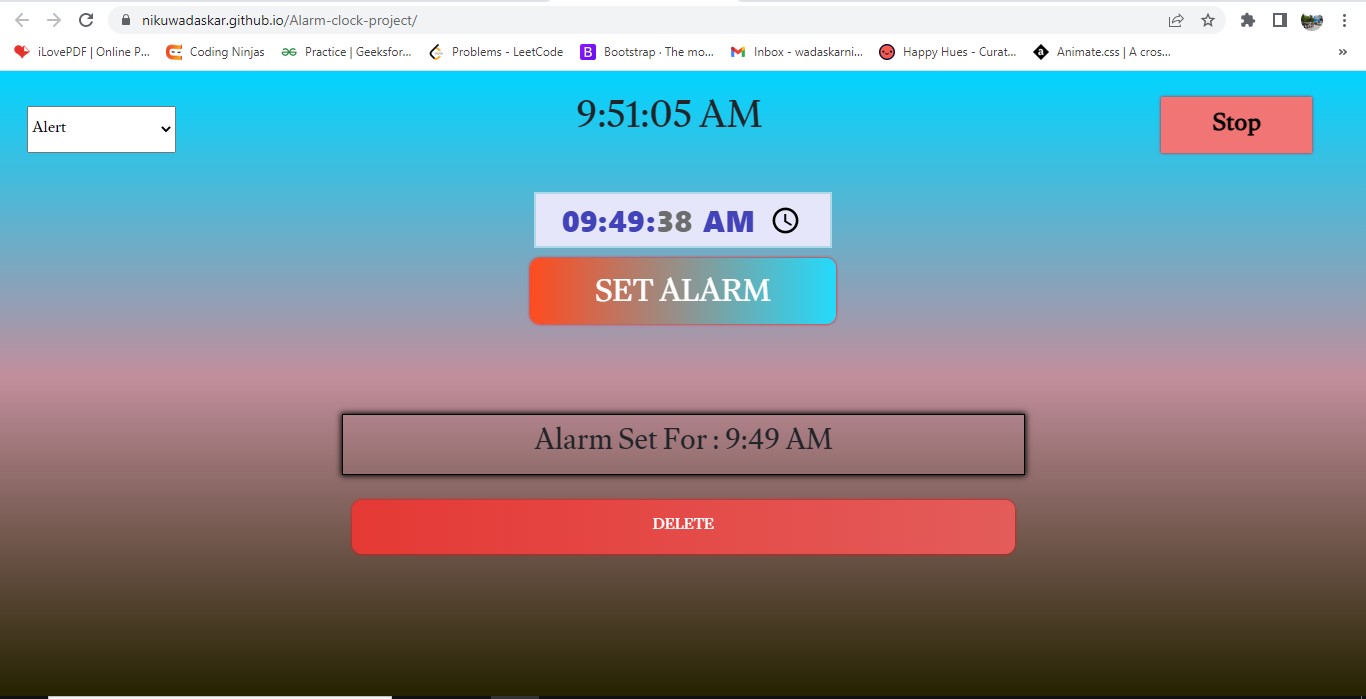 nikuwadaskar.github.io/Alarm-clock-project/
iLovePDF | Online P... Coding Ninjas Practice | Geeksfor... Problems - LeetCode Bootstrap · The mo... Inbox - wadaskarni... Happy Hues - Curat... Animate.css | A cros... »
Alert
9:51:05 AM
Stop
09:49:38 AM
SET ALARM
Alarm Set For : 9:49 AM
DELETE